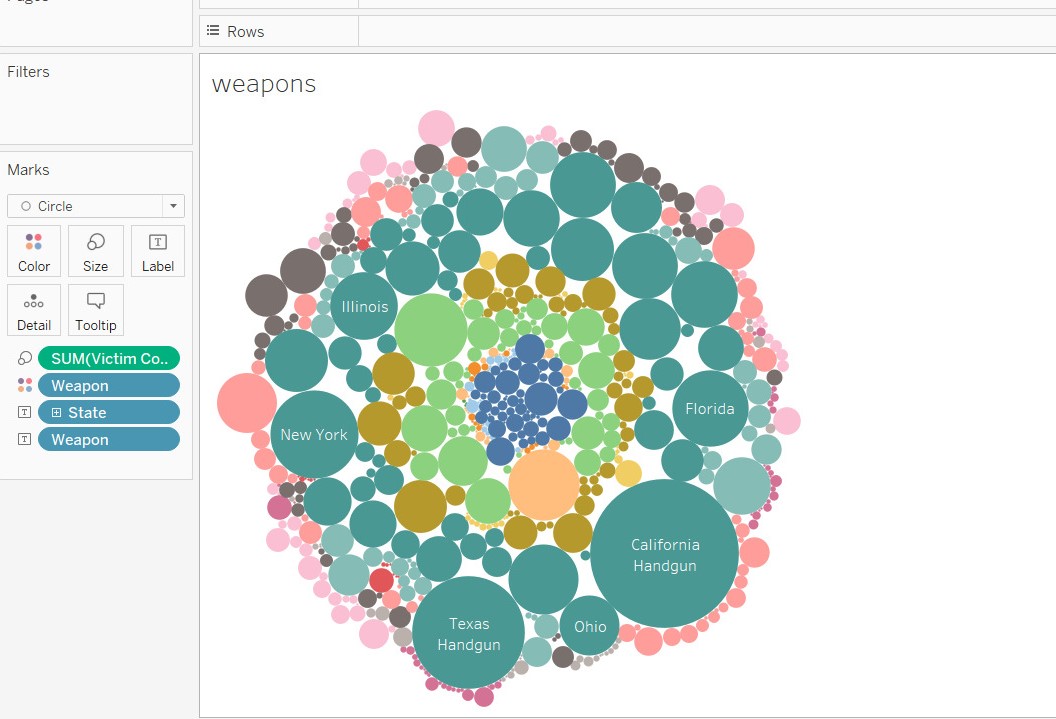 Rows
Filters
weapons
Marks
Circle
Color
Size
Label
Detail
Tooltip
SUM(Victim Co..
Weapon
State
Weapon
Illinois
New York
Florida
California
Handgun
Texas
Handgun
Ohio